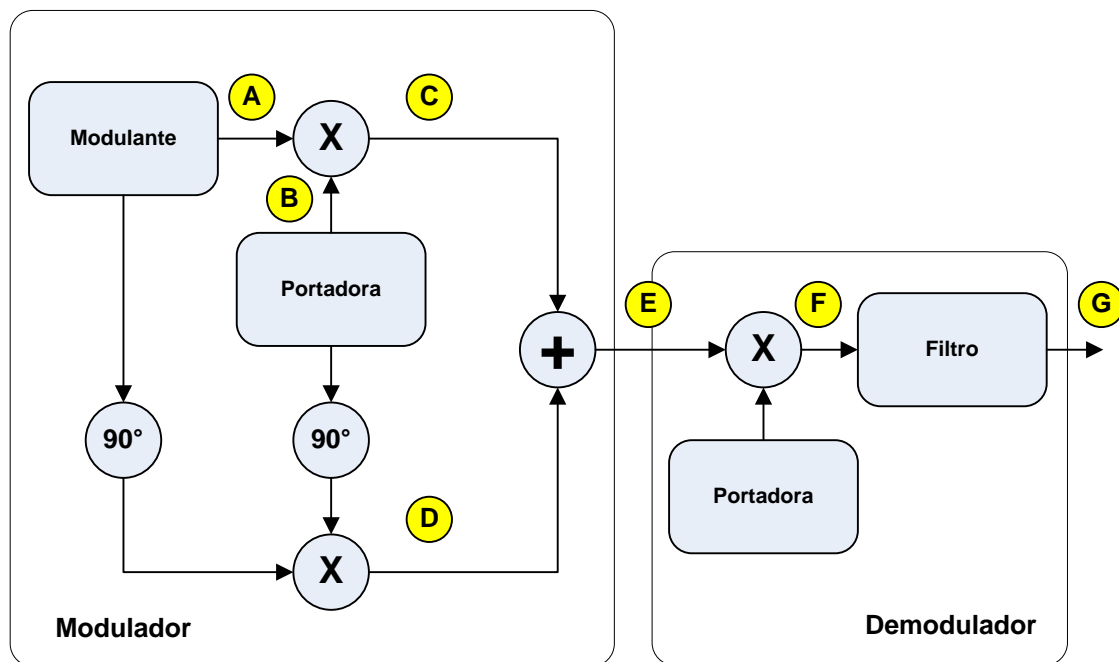 A
C
Modulante
X
B
Portadora
E
F
G
+
X
Filtro
90°
90°
Portadora
D
X
Modulador
Demodulador